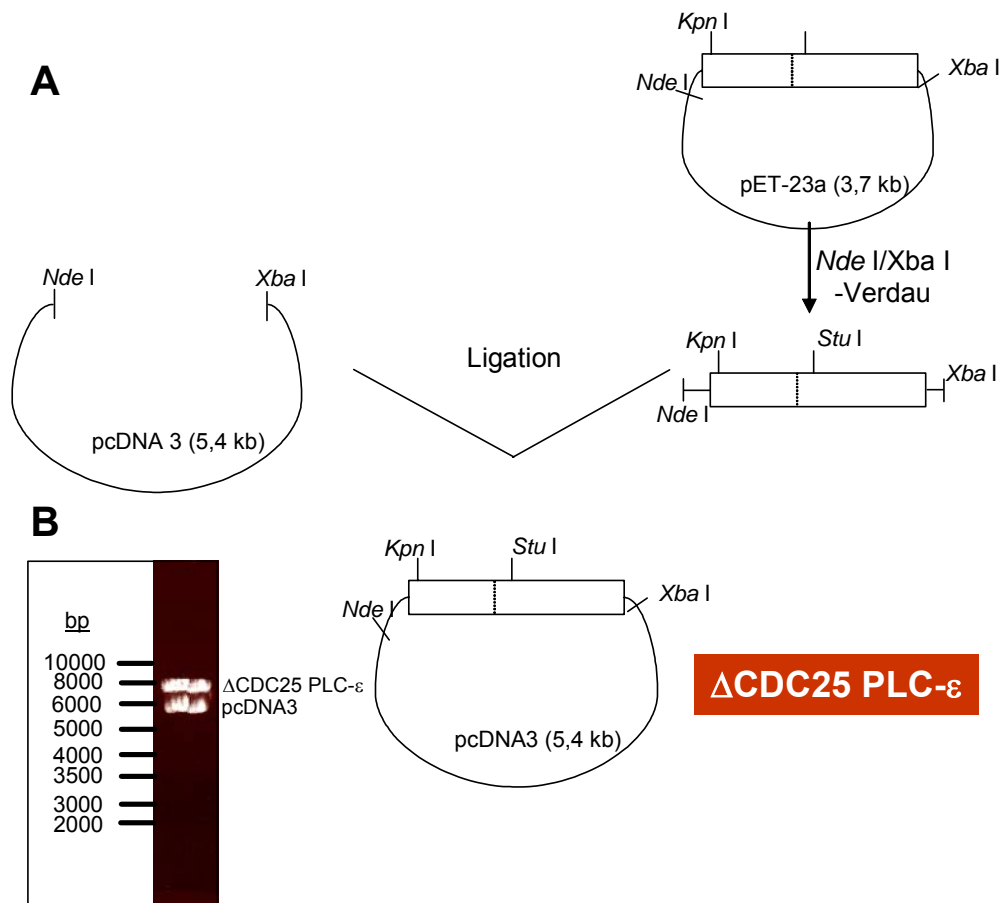 A
Kpn I
Nde I
Xba I
pET-23a (3,7 kb)
Nde I/Xba I
-Verdau
Nde I
Xba I
pcDNA 3 (5,4 kb)
Ligation
Kpn I
Stu I
Xba I
Nde I
B
bp
10000
8000
6000
5000
4000
3500
3000
2000
ΔCDC25 PLC-ε
pcDNA3
Kpn I
Stu I
Nde I
Xba I
pcDNA3 (5,4 kb)
ΔCDC25 PLC-ε